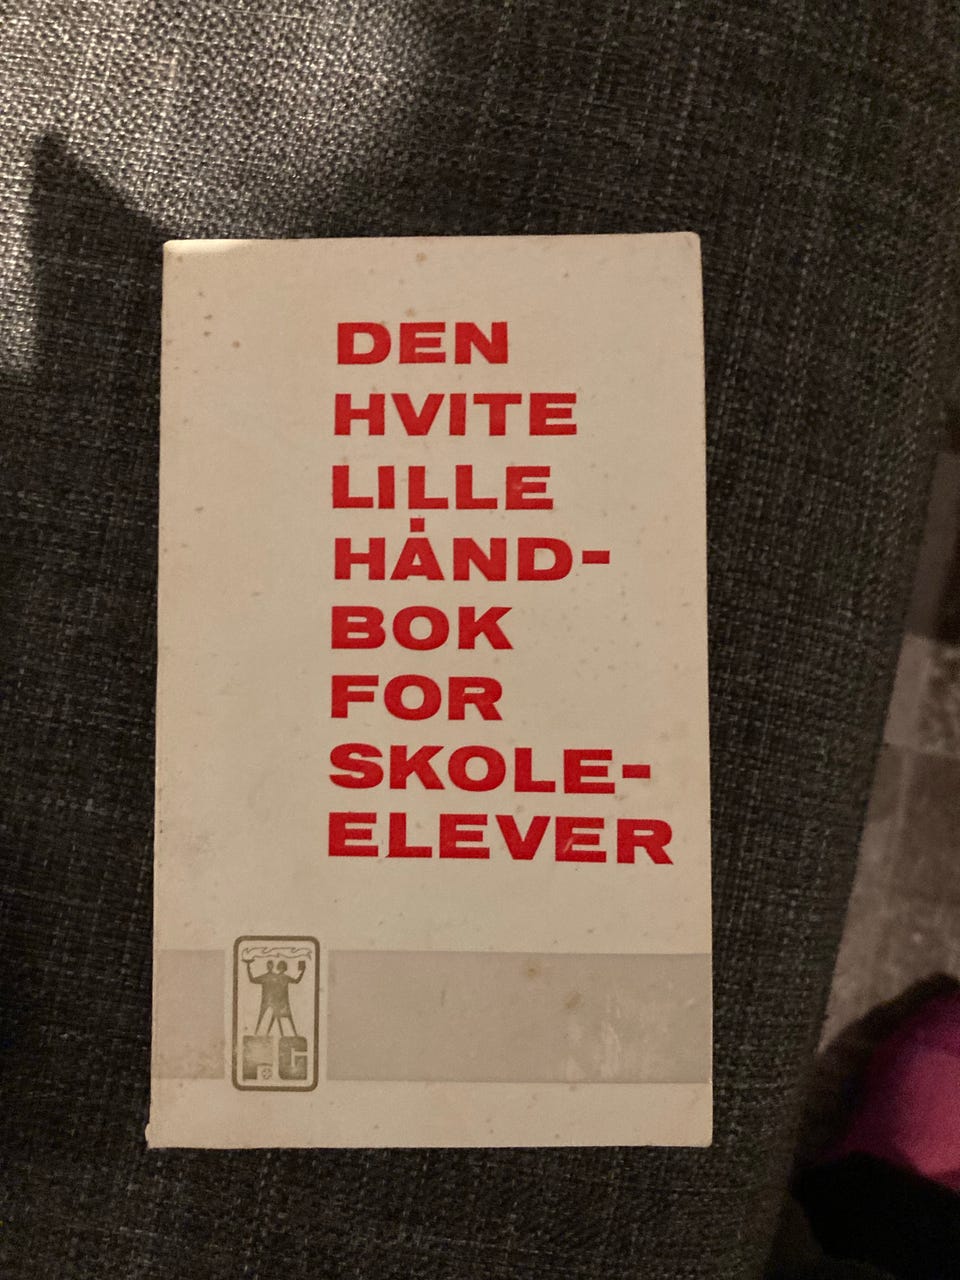 DEN
HVITE
LILLE
HÅND-
BOK
FOR
SKOLE-
ELEVER
F+G